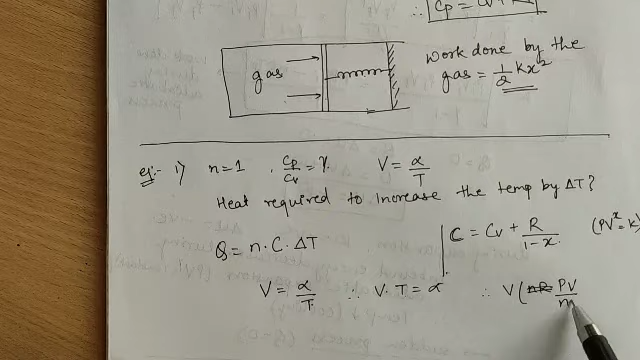 ∴ Cp = Cv +
gas
Work done by the
gas = 1/2 Kx²
eg:- 1) n=1 , Cp/Cv = γ. V = α/T
Heat required to increase the temp by ΔT?
Q = n·C·ΔT
C = Cv + R/(1-x) (PV^x = K)
V = α/T. ∴ V·T = α ∴ V( PV/n